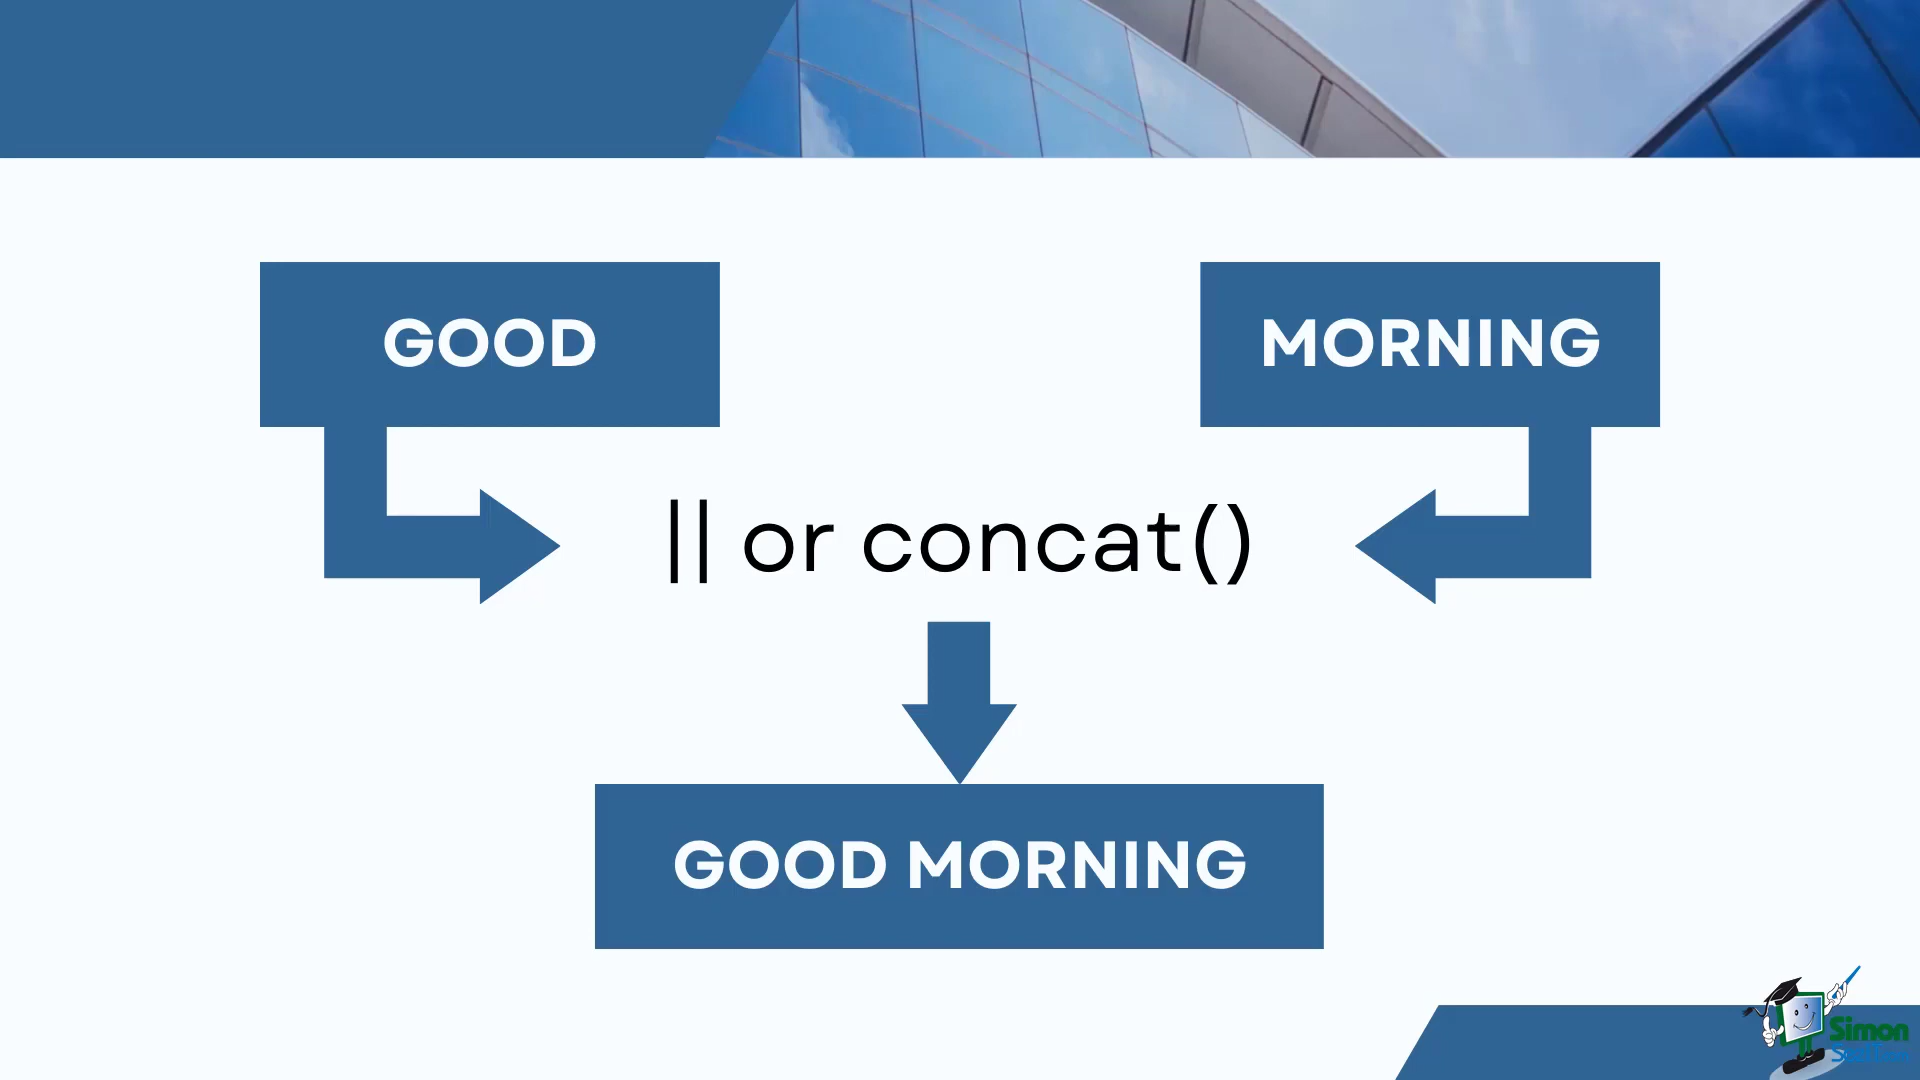 GOOD
MORNING
|| or concat()
GOOD MORNING
Simon